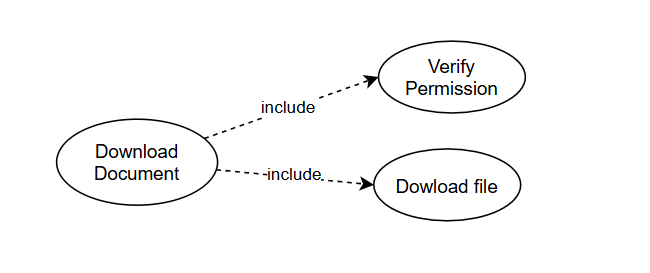 Verify
Permission
include
Download
Document
include
Dowload file